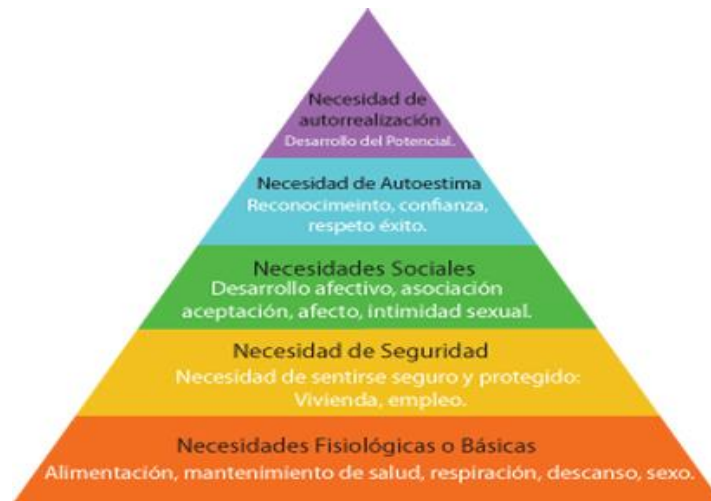 Necesidad de
autorrealización
Desarrollo del Potencial.
Necesidad de Autoestima
Reconocimeinto, confianza,
respeto éxito.
Necesidades Sociales
Desarrollo afectivo, asociación
aceptación, afecto, intimidad sexual.
Necesidad de Seguridad
Necesidad de sentirse seguro y protegido:
Vivienda, empleo.
Necesidades Fisiológicas o Básicas
Alimentación, mantenimiento de salud, respiración, descanso, sexo.